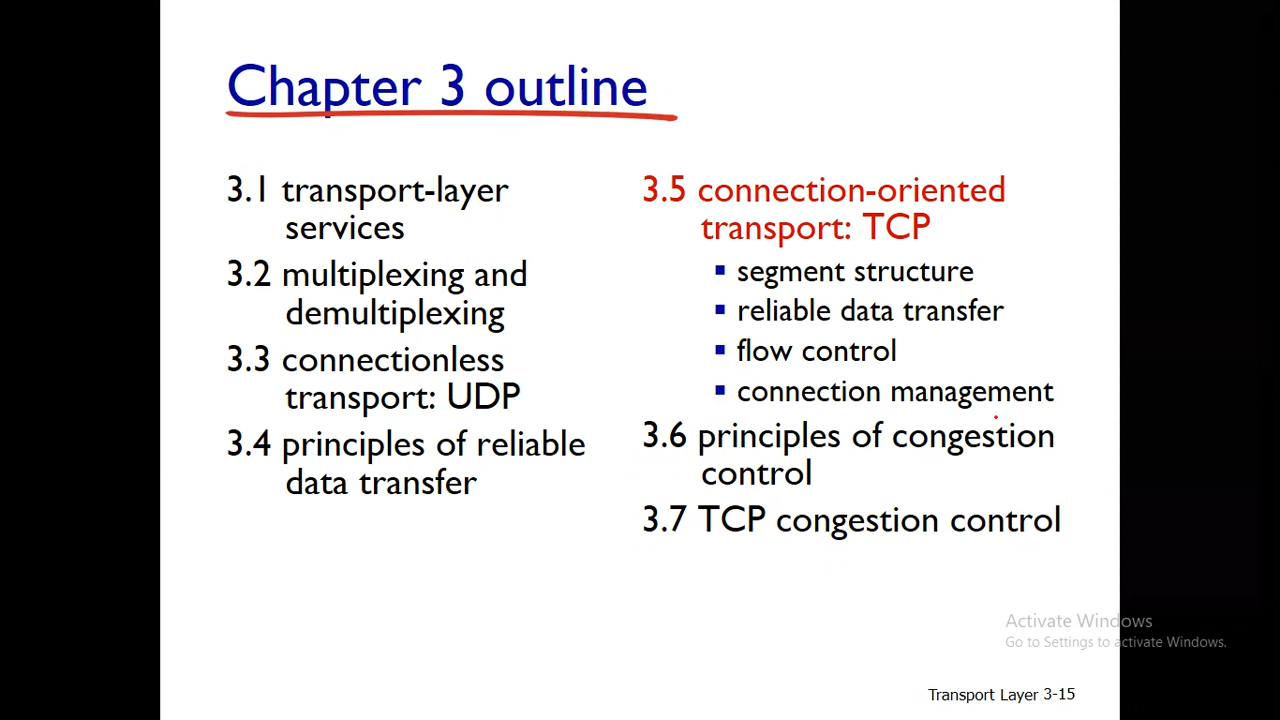 Chapter 3 outline
3.1 transport-layer
services
3.2 multiplexing and
demultiplexing
3.3 connectionless
transport: UDP
3.4 principles of reliable
data transfer
3.5 connection-oriented
transport: TCP
segment structure
reliable data transfer
flow control
connection management
3.6 principles of congestion
control
3.7 TCP congestion control
Activate Windows
Go to Settings to activate Windows.
Transport Layer 3-15